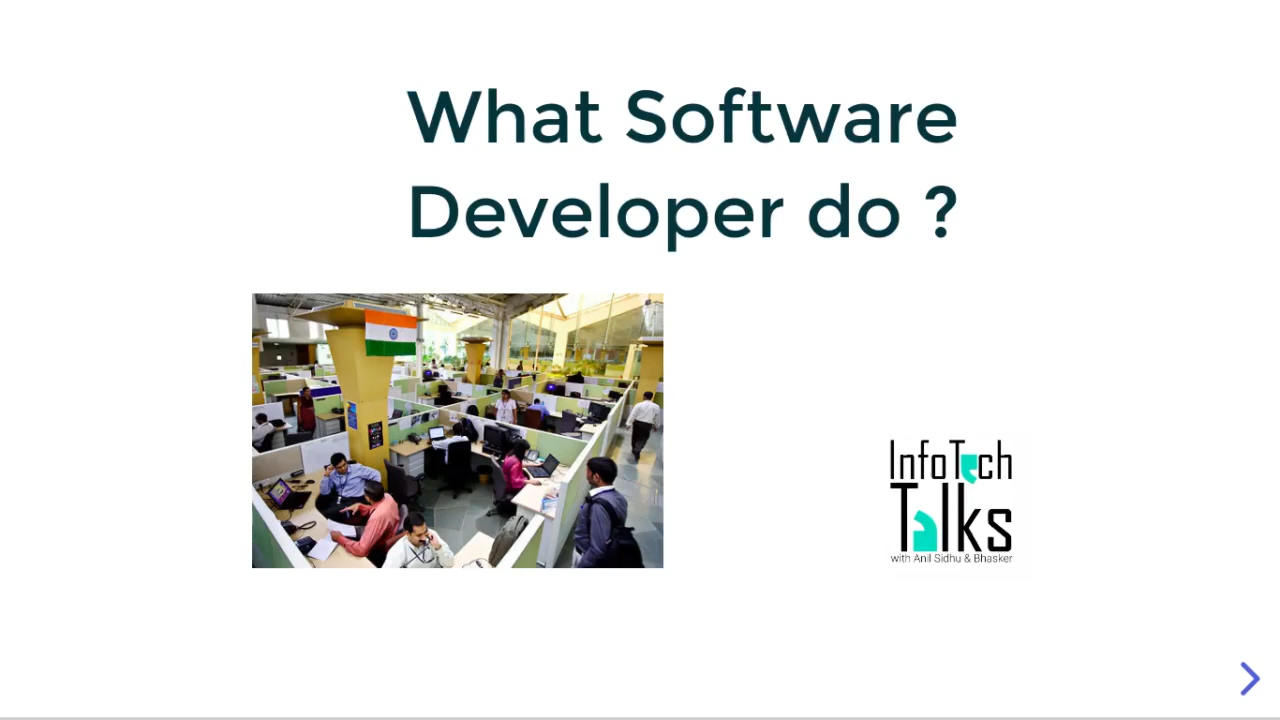 What Software
Developer do ?
InfoTech
Talks
with Anil Sidhu & Bhasker